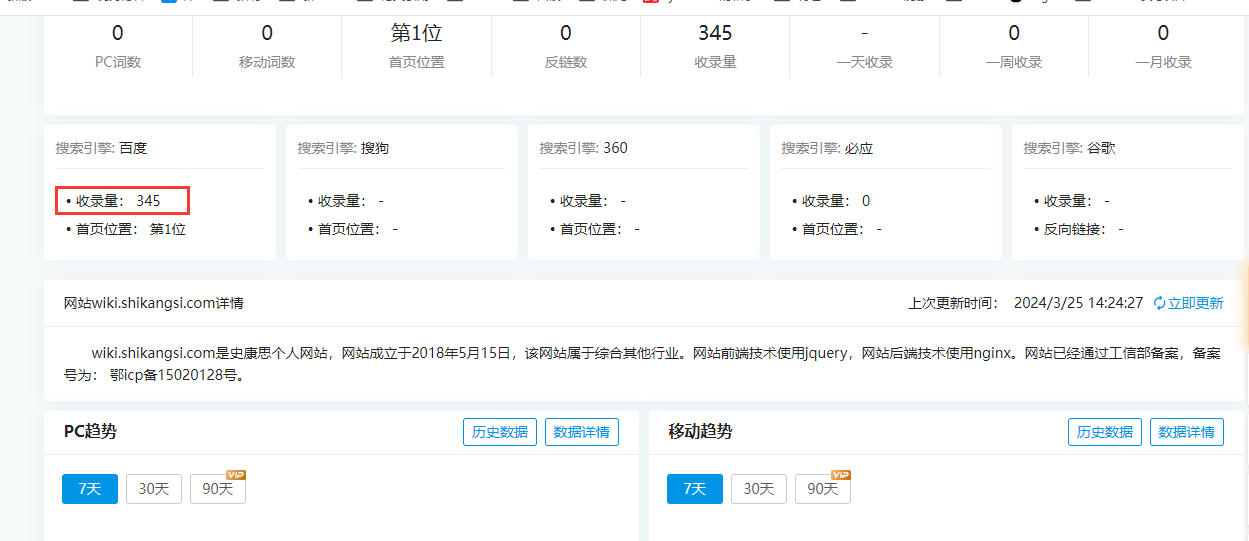 0 0 第1位 0 345 - 0 0
PC词数 移动词数 首页位置 反链数 收录量 一天收录 一周收录 一月收录
搜索引擎: 百度 搜索引擎: 搜狗 搜索引擎: 360 搜索引擎: 必应 搜索引擎: 谷歌
• 收录量： 345 • 收录量： - • 收录量： - • 收录量： 0 • 收录量： -
• 首页位置： 第1位 • 首页位置： - • 首页位置： - • 首页位置： - • 反向链接： -
网站wiki.shikangsi.com详情 上次更新时间： 2024/3/25 14:24:27 立即更新
wiki.shikangsi.com是史康思个人网站，网站成立于2018年5月15日，该网站属于综合其他行业。网站前端技术使用jquery，网站后端技术使用nginx。网站已经通过工信部备案，备案
号为： 鄂icp备15020128号。
PC趋势 历史数据 数据详情 移动趋势 历史数据 数据详情
7天 30天 90天 VIP 7天 30天 90天 VIP